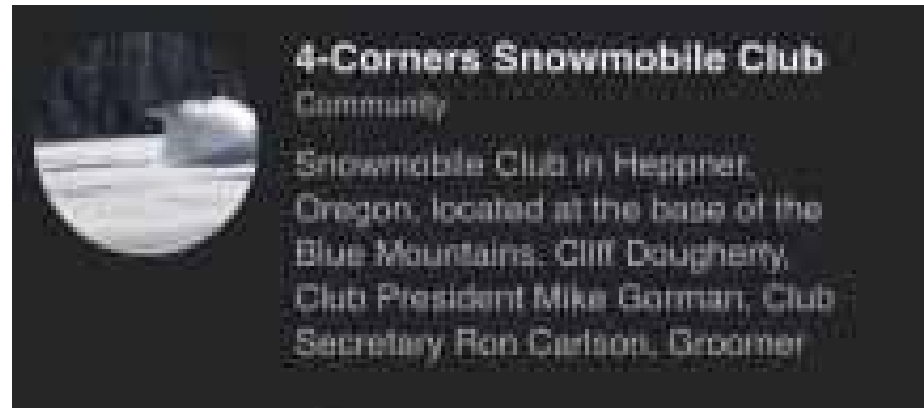 4-Corners Snowmobile Club
Community
Snowmobile Club in Heppner,
Oregon, located at the base of the
Blue Mountains. Cliff Dougherty,
Club President Mike Gorman, Club
Secretary Ron Carlson, Groomer